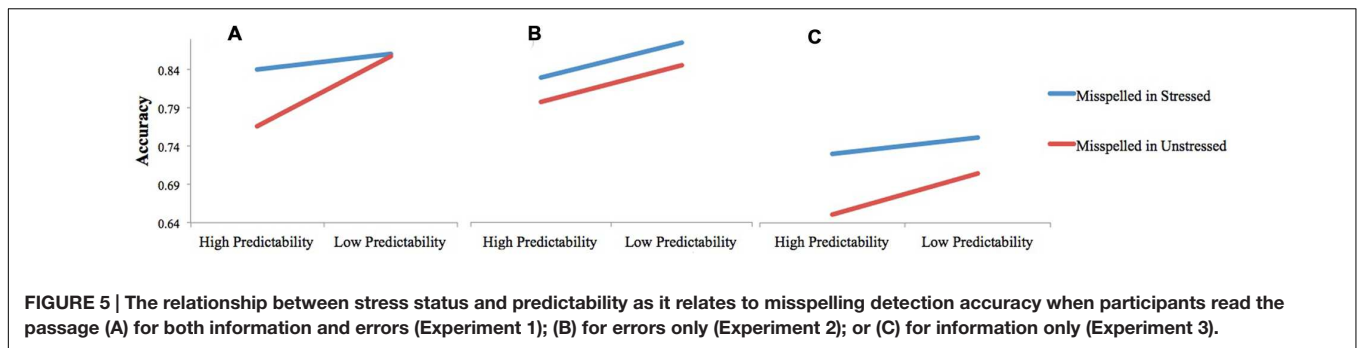 A
B
C
0.84
0.79
0.74
0.69
0.64
Accuracy
High Predictability Low Predictability
High Predictability Low Predictability
High Predictability Low Predictability
Misspelled in Stressed
Misspelled in Unstressed
FIGURE 5 | The relationship between stress status and predictability as it relates to misspelling detection accuracy when participants read the
passage (A) for both information and errors (Experiment 1); (B) for errors only (Experiment 2); or (C) for information only (Experiment 3).